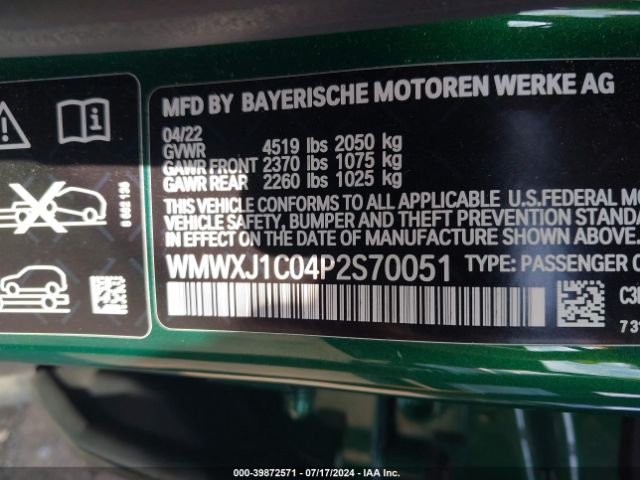 MFD BY BAYERISCHE MOTOREN WERKE AG
04/22
GVWR 4519 lbs 2050 kg
GAWR FRONT 2370 lbs 1075 kg
GAWR REAR 2260 lbs 1025 kg
THIS VEHICLE CONFORMS TO ALL APPLICABLE U.S.FEDERAL MO
VEHICLE SAFETY, BUMPER AND THEFT PREVENTION STANDA
IN EFFECT ON THE DATE OF MANUFACTURE SHOWN ABOVE.
WMWXJ1C04P2S70051 TYPE: PASSENGER C
000-39872571 | 07/17/2024 | IAA Inc.